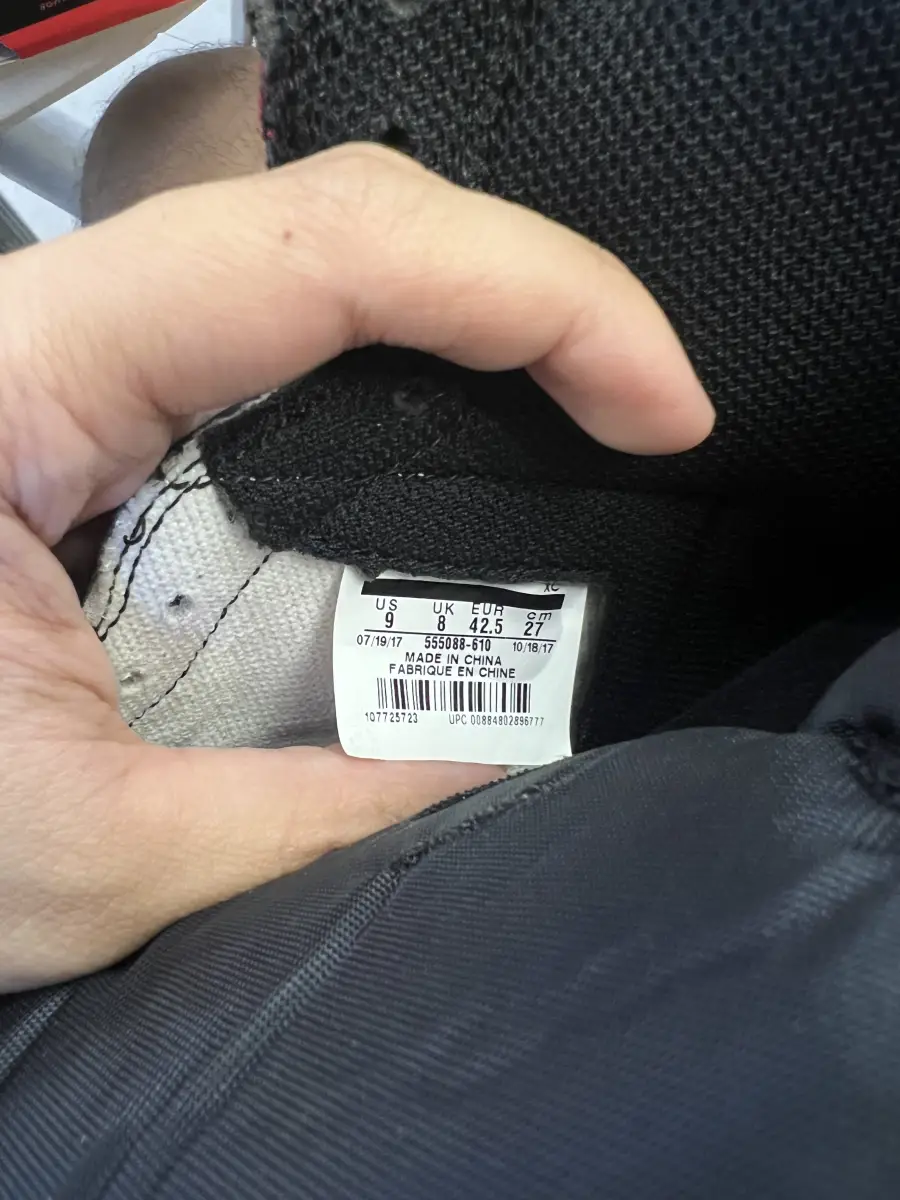 XC
US UK EUR cm
9 8 42.5 27
07/19/17 555088-610 10/18/17
MADE IN CHINA
FABRIQUE EN CHINE
107725723 UPC 00884802896777